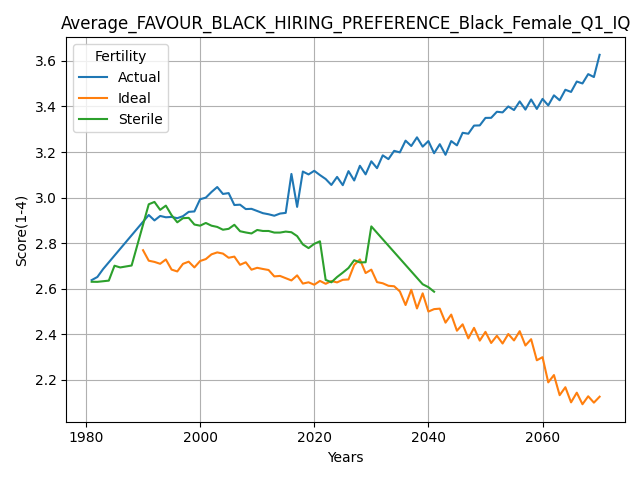 Average_FAVOUR_BLACK_HIRING_PREFERENCE_Black_Female_Q1_IQ
Fertility
Actual
Ideal
Sterile
Score(1-4)
3.6
3.4
3.2
3.0
2.8
2.6
2.4
2.2
1980 2000 2020 2040 2060
Years